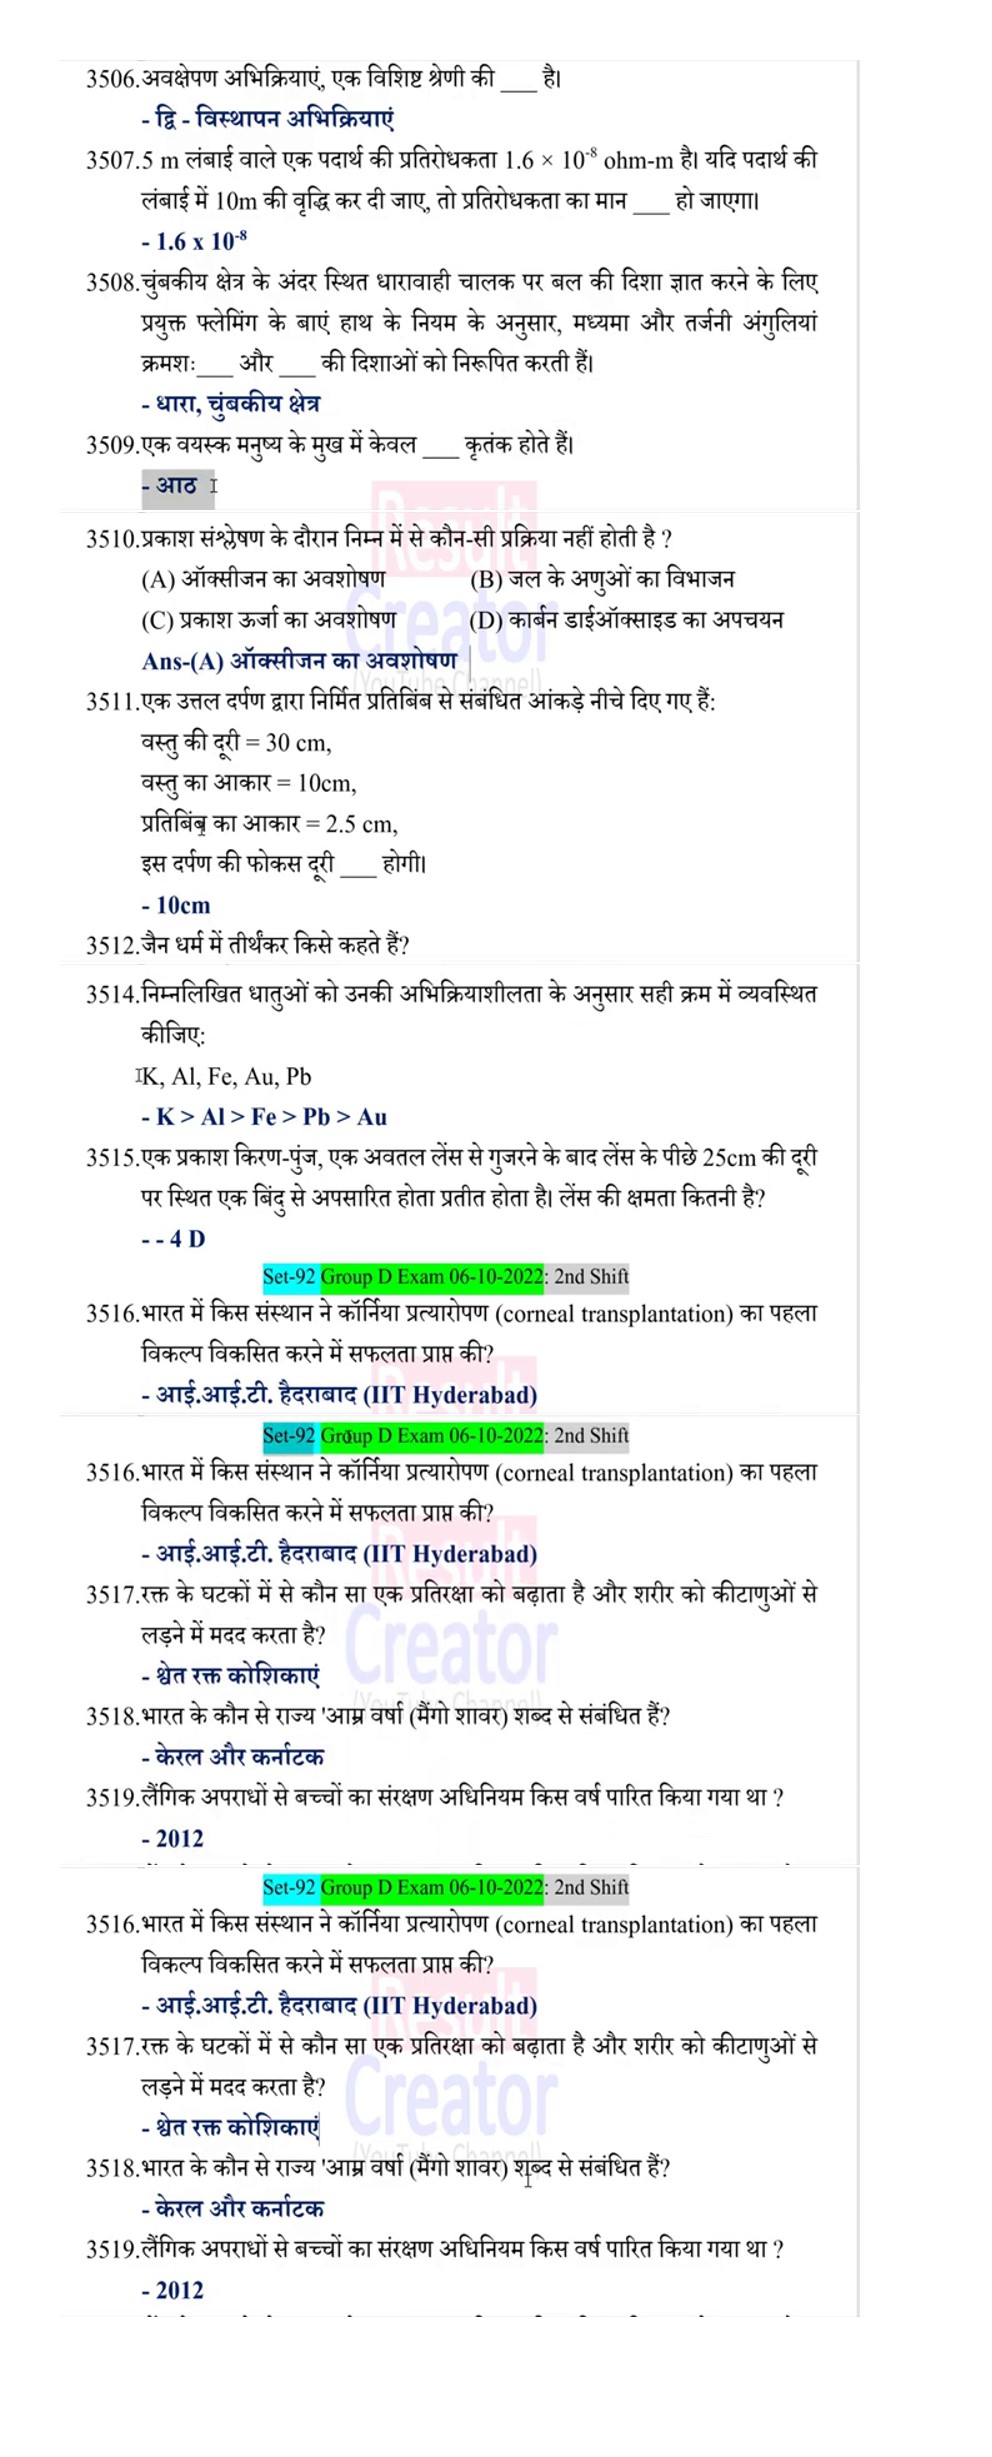 3506.अवक्षेपण अभिक्रियाएं, एक विशिष्ट श्रेणी की ___ है।
- द्वि - विस्थापन अभिक्रियाएं
3507.5 m लंबाई वाले एक पदार्थ की प्रतिरोधकता 1.6 × 10⁻⁸ ohm-m है। यदि पदार्थ की
लंबाई में 10m की वृद्धि कर दी जाए, तो प्रतिरोधकता का मान ___ हो जाएगा।
- 1.6 x 10⁻⁸
3508.चुंबकीय क्षेत्र के अंदर स्थित धारावाही चालक पर बल की दिशा ज्ञात करने के लिए
प्रयुक्त फ्लेमिंग के बाएं हाथ के नियम के अनुसार, मध्यमा और तर्जनी अंगुलियां
क्रमशः___ और ___ की दिशाओं को निरूपित करती हैं।
- धारा, चुंबकीय क्षेत्र
3509.एक वयस्क मनुष्य के मुख में केवल ___ कृतंक होते हैं।
- आठ
Result
3510.प्रकाश संश्लेषण के दौरान निम्न में से कौन-सी प्रक्रिया नहीं होती है ?
(A) ऑक्सीजन का अवशोषण (B) जल के अणुओं का विभाजन
Creator
(C) प्रकाश ऊर्जा का अवशोषण (D) कार्बन डाईऑक्साइड का अपचयन
Ans-(A) ऑक्सीजन का अवशोषण
(YouTube Channel)
3511.एक उत्तल दर्पण द्वारा निर्मित प्रतिबिंब से संबंधित आंकड़े नीचे दिए गए हैं:
वस्तु की दूरी = 30 cm,
वस्तु का आकार = 10cm,
प्रतिबिंब का आकार = 2.5 cm,
इस दर्पण की फोकस दूरी ___ होगी।
- 10cm
3512.जैन धर्म में तीर्थंकर किसे कहते हैं?
3514.निम्नलिखित धातुओं को उनकी अभिक्रियाशीलता के अनुसार सही क्रम में व्यवस्थित
कीजिए:
K, Al, Fe, Au, Pb
- K > Al > Fe > Pb > Au
3515.एक प्रकाश किरण-पुंज, एक अवतल लेंस से गुजरने के बाद लेंस के पीछे 25cm की दूरी
पर स्थित एक बिंदु से अपसारित होता प्रतीत होता है। लेंस की क्षमता कितनी है?
- - 4 D
Set-92 Group D Exam 06-10-2022: 2nd Shift
3516.भारत में किस संस्थान ने कॉर्निया प्रत्यारोपण (corneal transplantation) का पहला
विकल्प विकसित करने में सफलता प्राप्त की?
- आई.आई.टी. हैदराबाद (IIT Hyderabad)
Set-92 Group D Exam 06-10-2022: 2nd Shift
3516.भारत में किस संस्थान ने कॉर्निया प्रत्यारोपण (corneal transplantation) का पहला
विकल्प विकसित करने में सफलता प्राप्त की?
Result
- आई.आई.टी. हैदराबाद (IIT Hyderabad)
3517.रक्त के घटकों में से कौन सा एक प्रतिरक्षा को बढ़ाता है और शरीर को कीटाणुओं से
लड़ने में मदद करता है?
Creator
- श्वेत रक्त कोशिकाएं
(YouTube Channel)
3518.भारत के कौन से राज्य 'आम्र वर्षा (मैंगो शावर) शब्द से संबंधित हैं?
- केरल और कर्नाटक
3519.लैंगिक अपराधों से बच्चों का संरक्षण अधिनियम किस वर्ष पारित किया गया था ?
- 2012
Set-92 Group D Exam 06-10-2022: 2nd Shift
3516.भारत में किस संस्थान ने कॉर्निया प्रत्यारोपण (corneal transplantation) का पहला
विकल्प विकसित करने में सफलता प्राप्त की?
Result
- आई.आई.टी. हैदराबाद (IIT Hyderabad)
3517.रक्त के घटकों में से कौन सा एक प्रतिरक्षा को बढ़ाता है और शरीर को कीटाणुओं से
लड़ने में मदद करता है?
Creator
- श्वेत रक्त कोशिकाएं
(YouTube Channel)
3518.भारत के कौन से राज्य 'आम्र वर्षा (मैंगो शावर) शब्द से संबंधित हैं?
- केरल और कर्नाटक
3519.लैंगिक अपराधों से बच्चों का संरक्षण अधिनियम किस वर्ष पारित किया गया था ?
- 2012